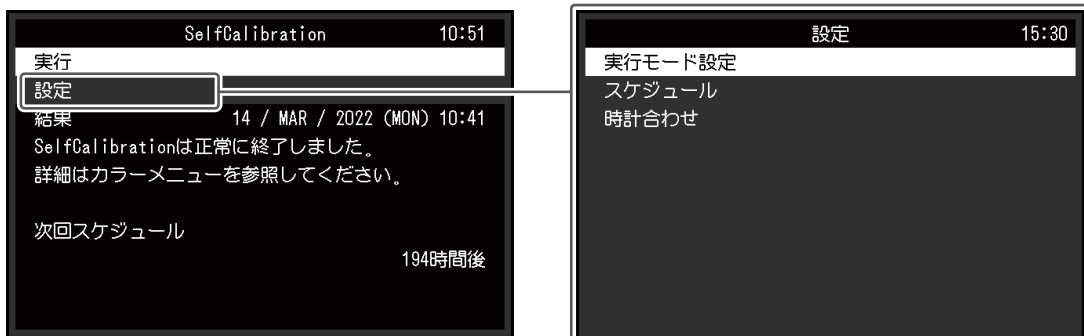 SelfCalibration 10:51
実行
設定
結果 14 / MAR / 2022 (MON) 10:41
SelfCalibrationは正常に終了しました。
詳細はカラーメニューを参照してください。
次回スケジュール
194時間後
設定 15:30
実行モード設定
スケジュール
時計合わせ